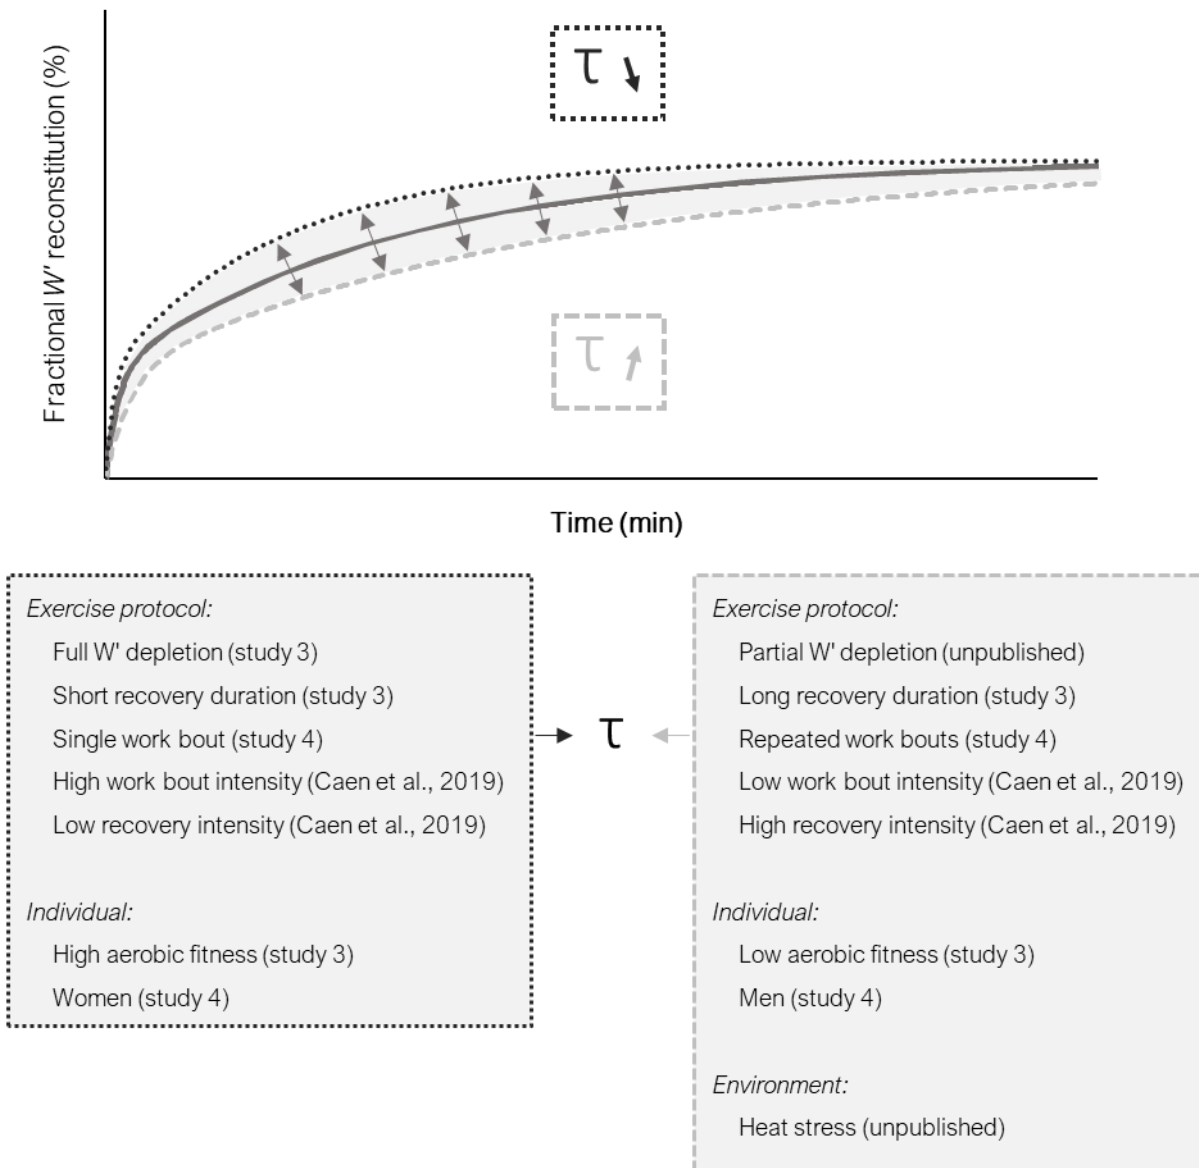 Fractional W' reconstitution (%)
τ ↘
τ ↗
Time (min)
Exercise protocol:
Full W' depletion (study 3)
Short recovery duration (study 3)
Single work bout (study 4)
High work bout intensity (Caen et al., 2019)
Low recovery intensity (Caen et al., 2019)
Individual:
High aerobic fitness (study 3)
Women (study 4)
τ
Exercise protocol:
Partial W' depletion (unpublished)
Long recovery duration (study 3)
Repeated work bouts (study 4)
Low work bout intensity (Caen et al., 2019)
High recovery intensity (Caen et al., 2019)
Individual:
Low aerobic fitness (study 3)
Men (study 4)
Environment:
Heat stress (unpublished)